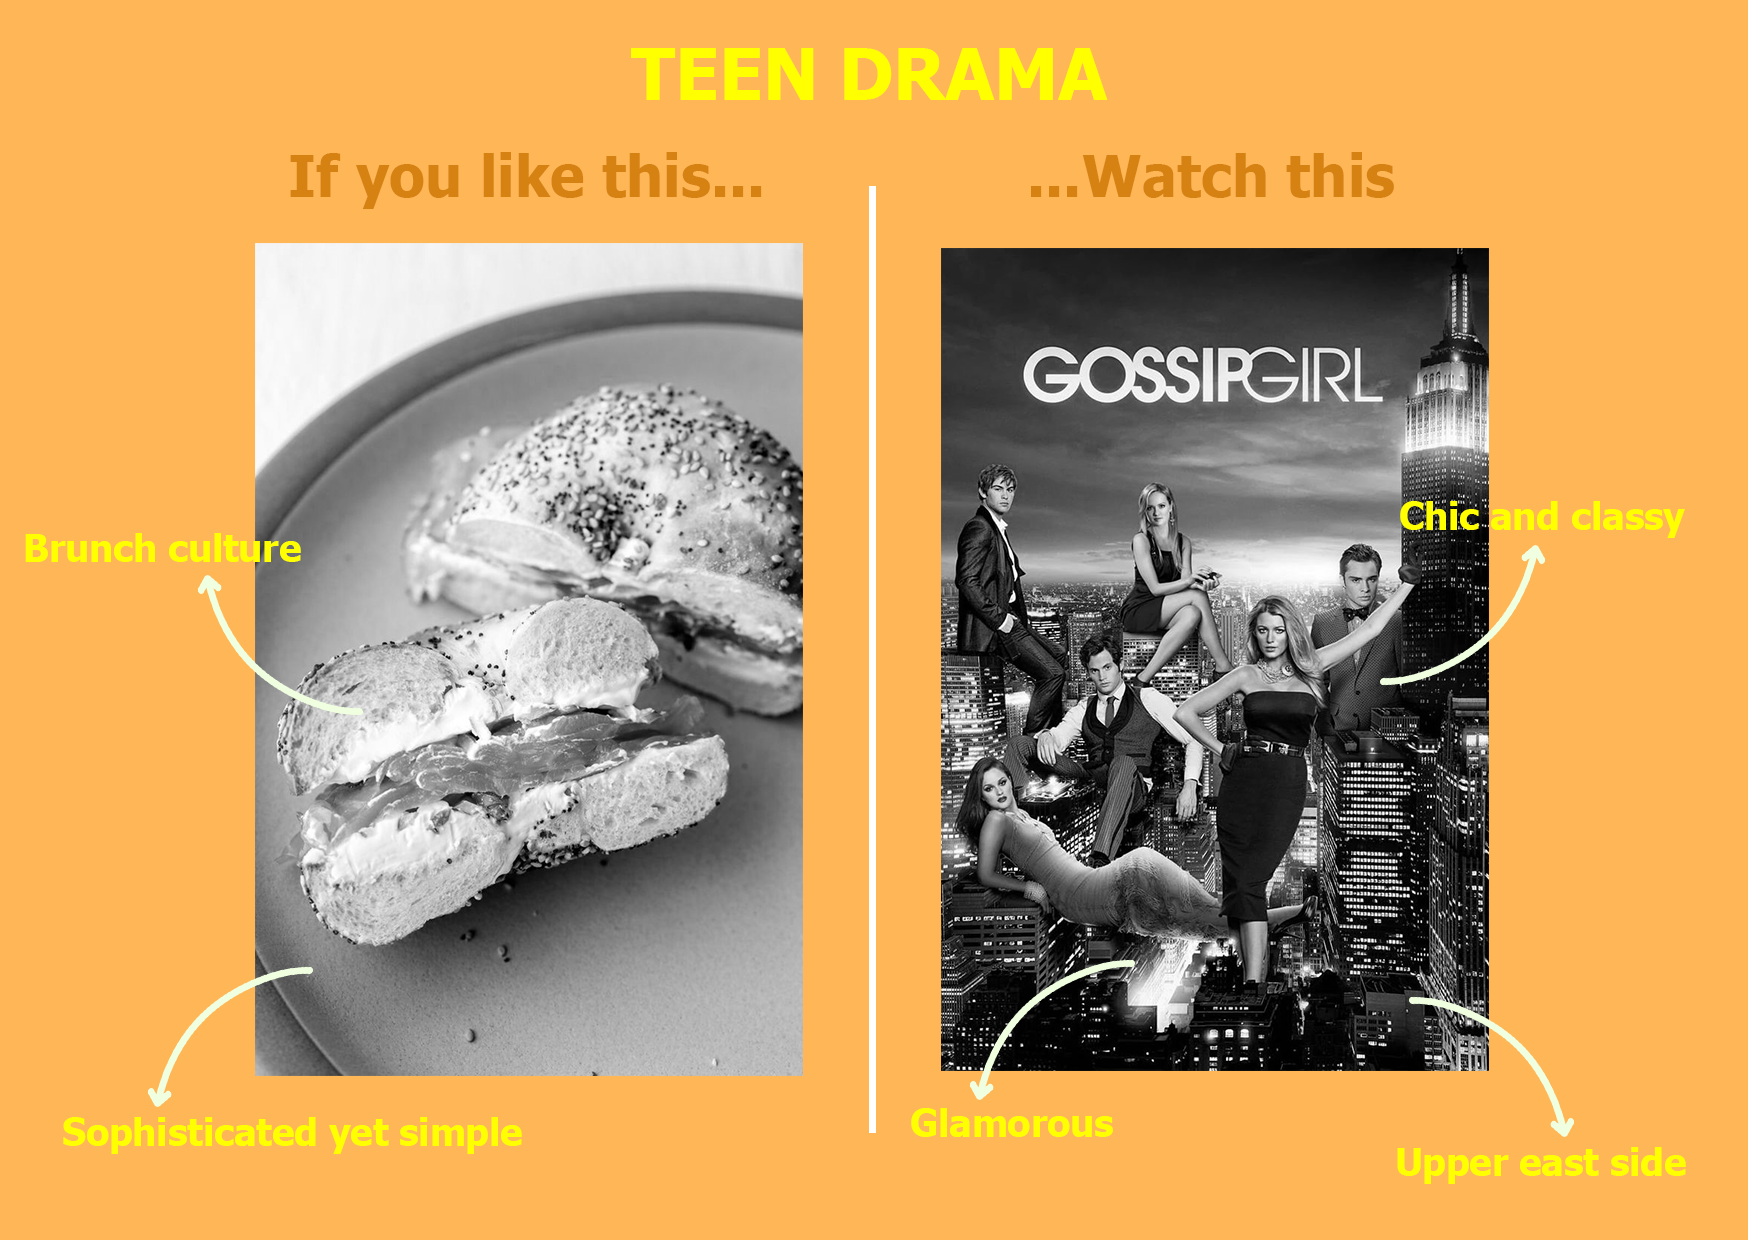 TEEN DRAMA
If you like this...
...Watch this
GOSSIPGIRL
Brunch culture
Chic and classy
Sophisticated yet simple
Glamorous
Upper east side